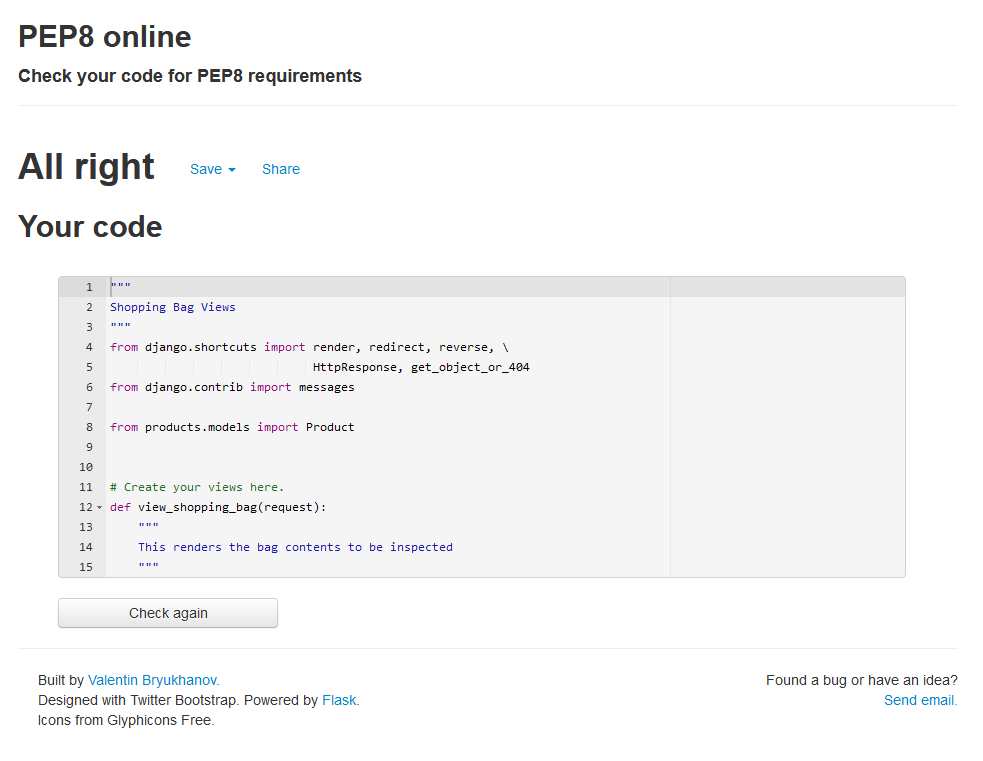 PEP8 online
Check your code for PEP8 requirements
All right Save Share
Your code
1 """
2 Shopping Bag Views
3 """
4 from django.shortcuts import render, redirect, reverse, \
5 HttpResponse, get_object_or_404
6 from django.contrib import messages
7
8 from products.models import Product
9
10
11 # Create your views here.
12 def view_shopping_bag(request):
13 """
14 This renders the bag contents to be inspected
15 """
Check again
Built by Valentin Bryukhanov.
Designed with Twitter Bootstrap. Powered by Flask.
Icons from Glyphicons Free.
Found a bug or have an idea?
Send email.